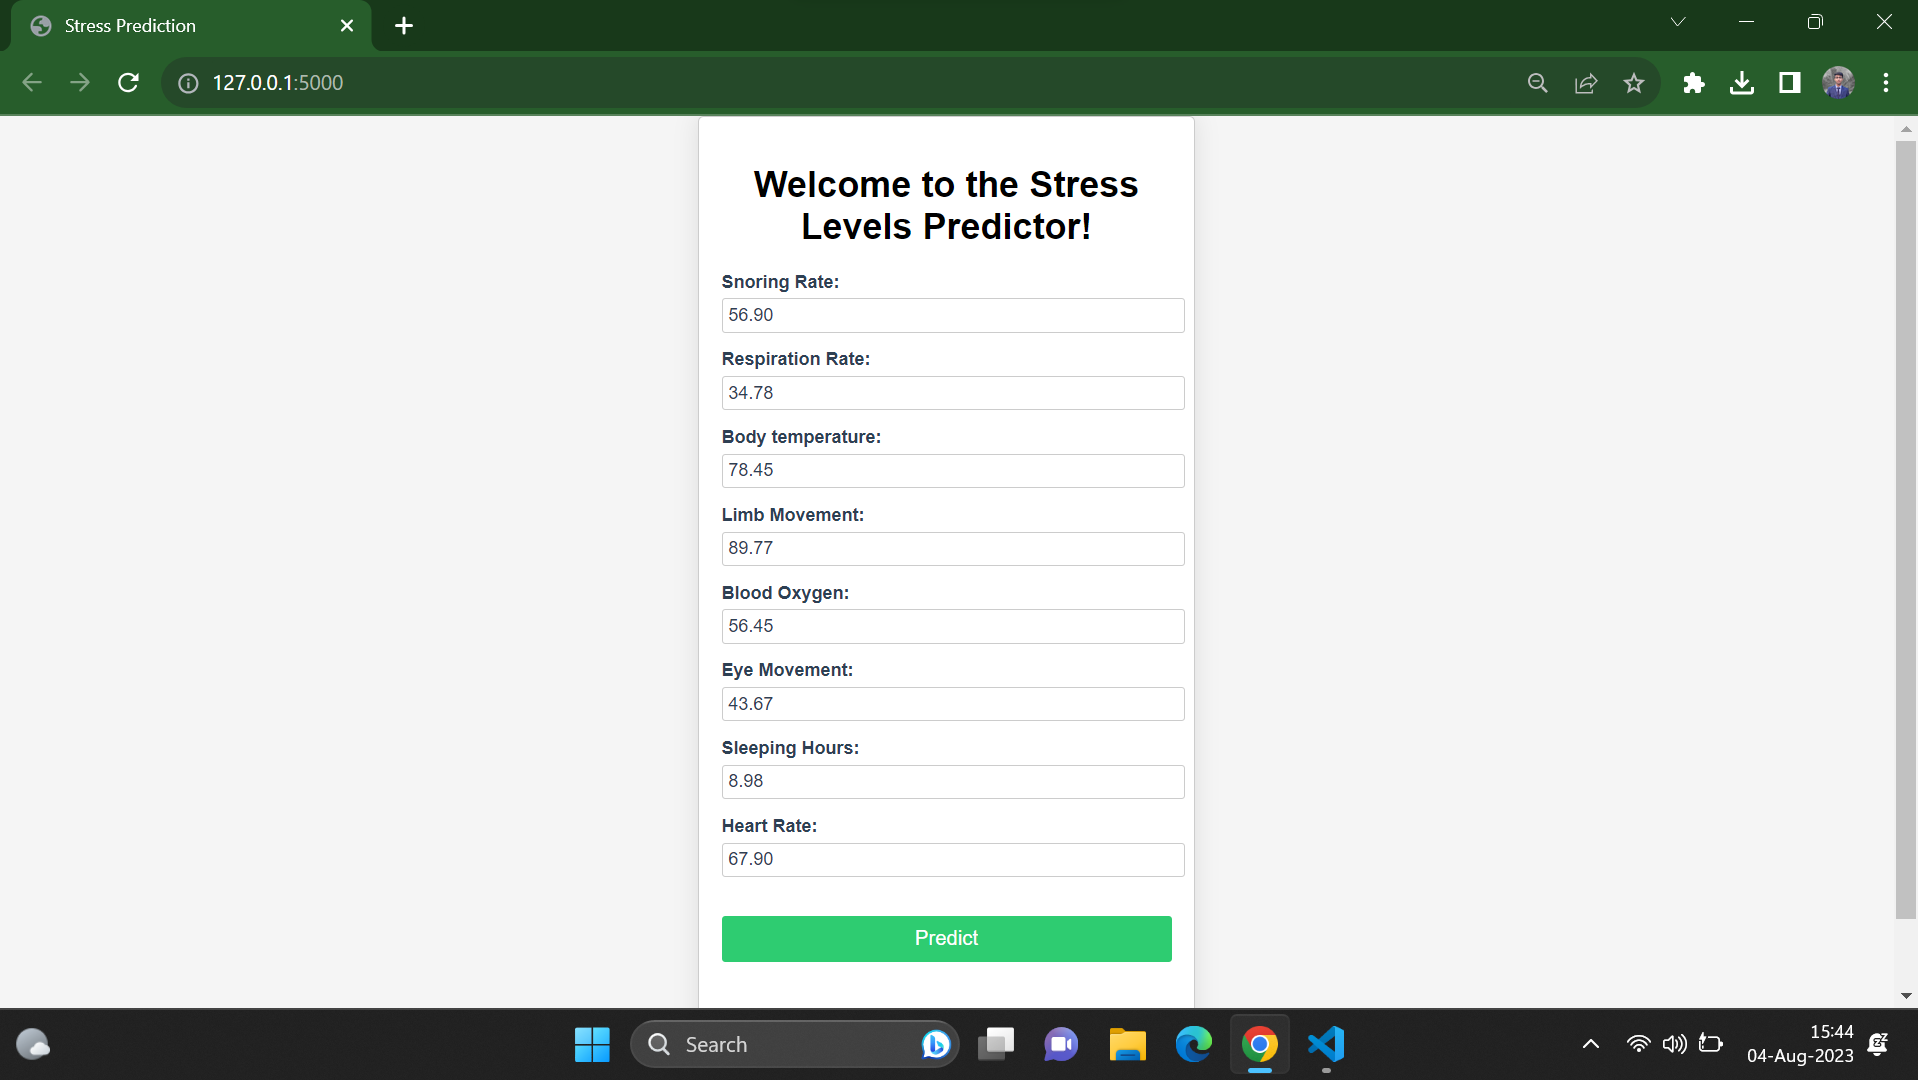 Stress Prediction
127.0.0.1:5000
Welcome to the Stress
Levels Predictor!
Snoring Rate:
56.90
Respiration Rate:
34.78
Body temperature:
78.45
Limb Movement:
89.77
Blood Oxygen:
56.45
Eye Movement:
43.67
Sleeping Hours:
8.98
Heart Rate:
67.90
Predict
Search
15:44
04-Aug-2023